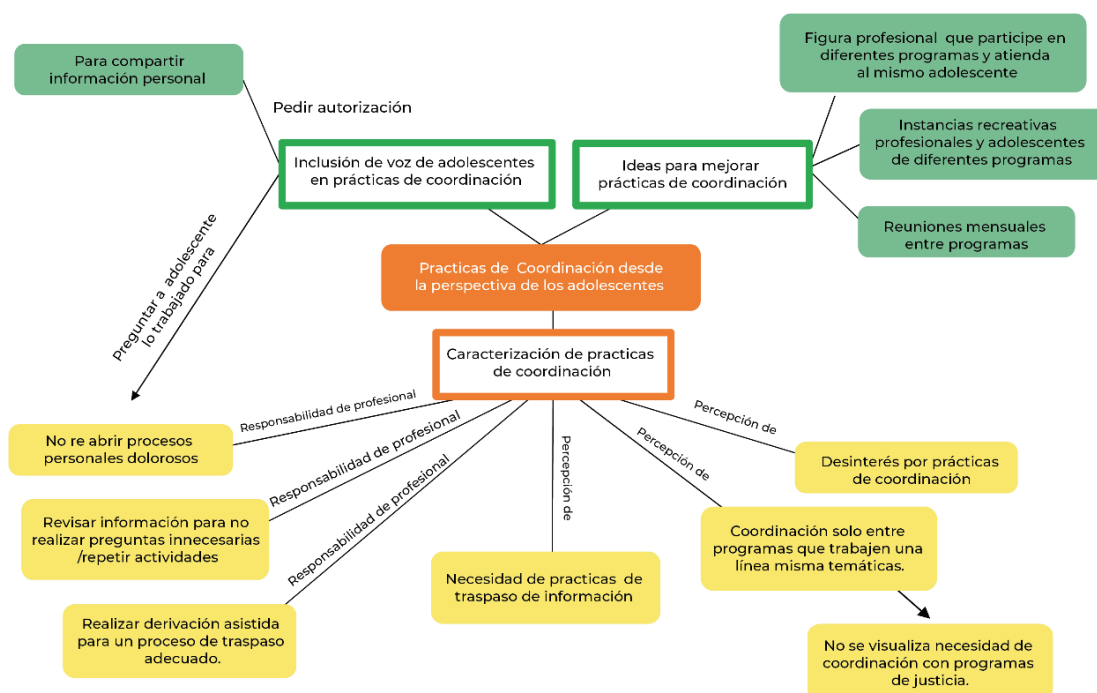 Para compartir
información personal
Figura profesional que participe en
diferentes programas y atienda
al mismo adolescente
Pedir autorización
Instancias recreativas
profesionales y adolescentes
de diferentes programas
Inclusión de voz de adolescentes
en prácticas de coordinación
Ideas para mejorar
prácticas de coordinación
Reuniones mensuales
entre programas
Preguntar a adolescente
lo trabajado para
Practicas de Coordinación desde
la perspectiva de los adolescentes
Caracterización de practicas
de coordinación
Responsabilidad de profesional
Responsabilidad de profesional
Responsabilidad de profesional
Percepción de
Percepción de
Percepción de
No re abrir procesos
personales dolorosos
Desinterés por prácticas
de coordinación
Revisar información para no
realizar preguntas innecesarias
/repetir actividades
Coordinación solo entre
programas que trabajen una
línea misma temáticas.
Necesidad de practicas de
traspaso de información
Realizar derivación asistida
para un proceso de traspaso
adecuado.
No se visualiza necesidad de
coordinación con programas
de justicia.